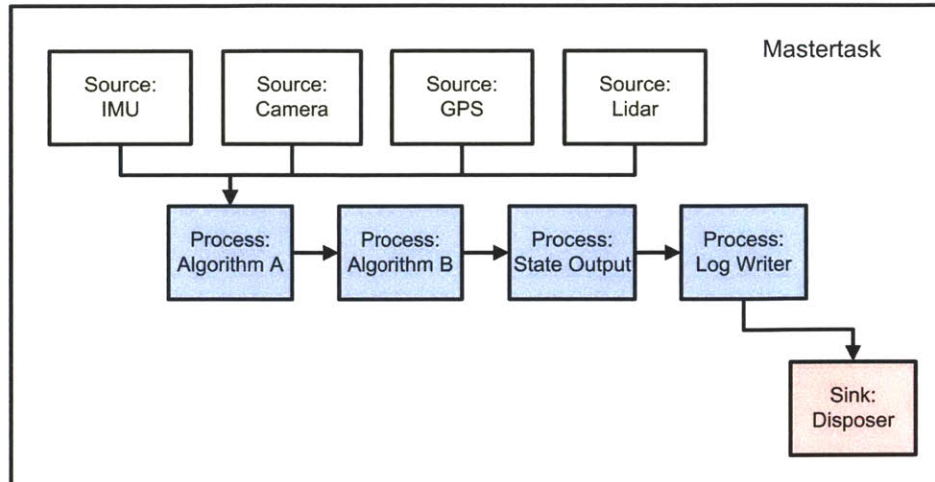 Mastertask
Source:
IMU
Source:
Camera
Source:
GPS
Source:
Lidar
Process:
Algorithm A
Process:
Algorithm B
Process:
State Output
Process:
Log Writer
Sink:
Disposer